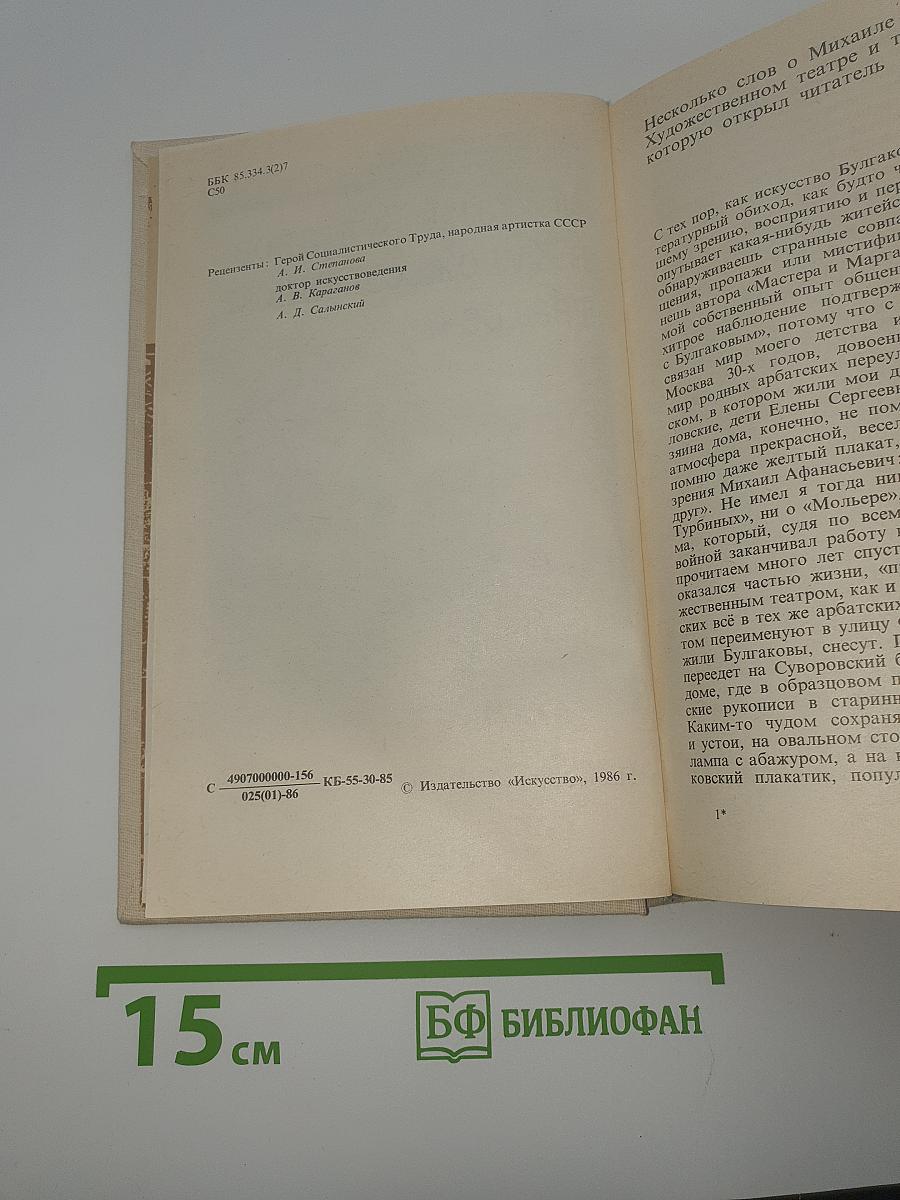 ББК 85.334.3(2)7
С50
Рецензенты: Герой Социалистического Труда, народная артистка СССР
А. И. Степанова
доктор искусствоведения
А. В. Караганов
А. Д. Салынский
С 4907000000-156 КБ-55-30-85
025(01)-86
© Издательство «Искусство», 1986 г.
Несколько слов о Михаиле
Художественном театре и т
которую открыл читатель
С тех пор, как искусство Булгако
тературный обиход, как будто ч
шему зрению, восприятию и пер
опутывает какая-нибудь житейс
обнаруживаешь странные совпа
щения, пропажи или мистифи
нешь автора «Мастера и Марга
мой собственный опыт общен
хитрое наблюдение подтверж
с Булгаковым», потому что с
связан мир моего детства и
Москва 30-х годов, довоен
мир родных арбатских переул
ском, в котором жили мои д
ловские, дети Елены Сергеевн
зяина дома, конечно, не пом
атмосфера прекрасной, весел
помню даже желтый плакат,
зрения Михаил Афанасьевич
друг». Не имел я тогда ни
Турбиных», ни о «Мольере»,
ма, который, судя по всем
войной заканчивал работу
прочитаем много лет спуст
оказался частью жизни, «п
жественным театром, как и
ских всё в тех же арбатских
том переименуют в улицу
жили Булгаковы, снесут. П
переедет на Суворовский б
доме, где в образцовом п
ские рукописи в старинн
Каким-то чудом сохраня
и устои, на овальном сто
лампа с абажуром, а на
ковский плакатик, попул
1*
15 см
БФ БИБЛИОФАН